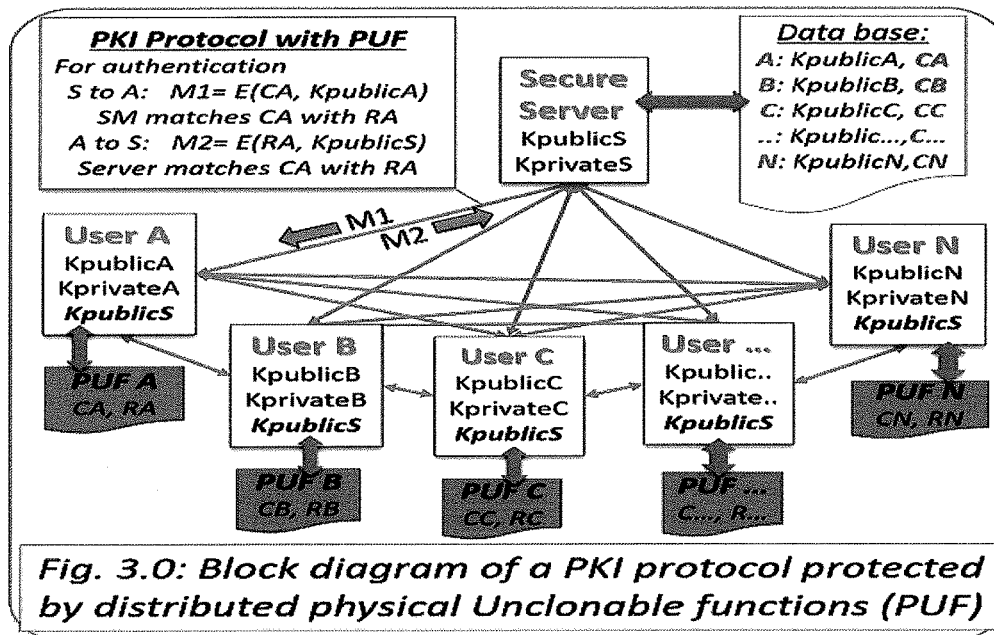 PKI Protocol with PUF
For authentication
S to A: M1= E(CA, KpublicA)
SM matches CA with RA
A to S: M2= E(RA, KpublicS)
Server matches CA with RA
Secure
Server
KpublicS
KprivateS
Data base:
A: KpublicA, CA
B: KpublicB, CB
C: KpublicC, CC
..: Kpublic...,C...
N: KpublicN,CN
M1
M2
User A
KpublicA
KprivateA
KpublicS
PUF A
CA, RA
User B
KpublicB
KprivateB
KpublicS
PUF B
CB, RB
User C
KpublicC
KprivateC
KpublicS
PUF C
CC, RC
User ...
Kpublic..
Kprivate..
KpublicS
PUF ...
C..., R...
User N
KpublicN
KprivateN
KpublicS
PUF N
CN, RN
Fig. 3.0: Block diagram of a PKI protocol protected
by distributed physical Unclonable functions (PUF)